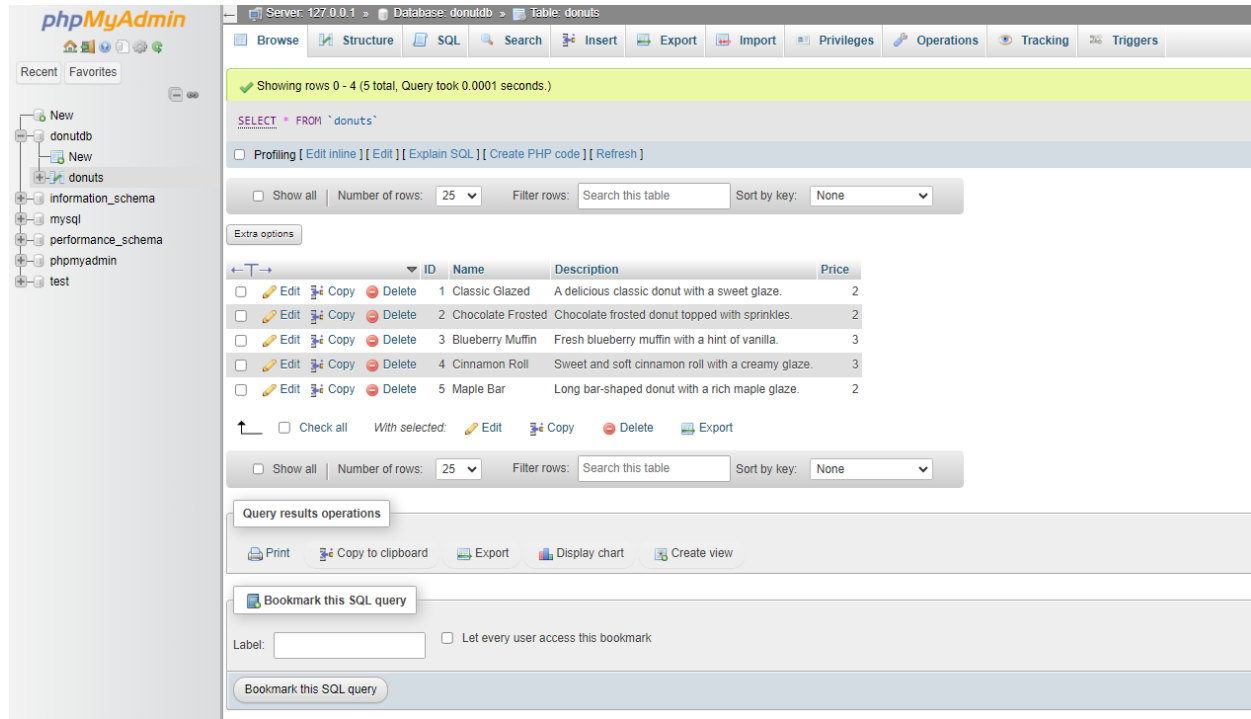 phpMyAdmin
Recent Favorites
New
donutdb
New
donuts
information_schema
mysql
performance_schema
phpmyadmin
test
← Server: 127.0.0.1 » Database: donutdb » Table: donuts
Browse Structure SQL Search Insert Export Import Privileges Operations Tracking Triggers
Showing rows 0 - 4 (5 total, Query took 0.0001 seconds.)
SELECT * FROM `donuts`
Profiling [ Edit inline ] [ Edit ] [ Explain SQL ] [ Create PHP code ] [ Refresh ]
Show all | Number of rows: 25 Filter rows: Search this table Sort by key: None
Extra options
←T→ ID Name Description Price
Edit Copy Delete 1 Classic Glazed A delicious classic donut with a sweet glaze. 2
Edit Copy Delete 2 Chocolate Frosted Chocolate frosted donut topped with sprinkles. 2
Edit Copy Delete 3 Blueberry Muffin Fresh blueberry muffin with a hint of vanilla. 3
Edit Copy Delete 4 Cinnamon Roll Sweet and soft cinnamon roll with a creamy glaze. 3
Edit Copy Delete 5 Maple Bar Long bar-shaped donut with a rich maple glaze. 2
Check all With selected: Edit Copy Delete Export
Show all | Number of rows: 25 Filter rows: Search this table Sort by key: None
Query results operations
Print Copy to clipboard Export Display chart Create view
Bookmark this SQL query
Label: Let every user access this bookmark
Bookmark this SQL query